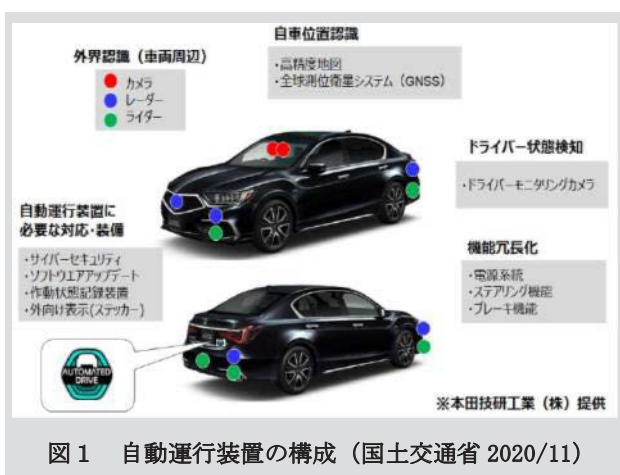 自車位置認識
・高精度地図
・全球測位衛星システム（GNSS）
外界認識（車両周辺）
カメラ
レーダー
ライダー
ドライバー状態検知
・ドライバーモニタリングカメラ
自動運行装置に
必要な対応・装備
・サイバーセキュリティ
・ソフトウエアアップデート
・作動状態記録装置
・外向け表示(ステッカー)
機能冗長化
・電源系統
・ステアリング機能
・ブレーキ機能
AUTOMATED
DRIVE
※本田技研工業（株）提供
図１　自動運行装置の構成（国土交通省 2020/11）